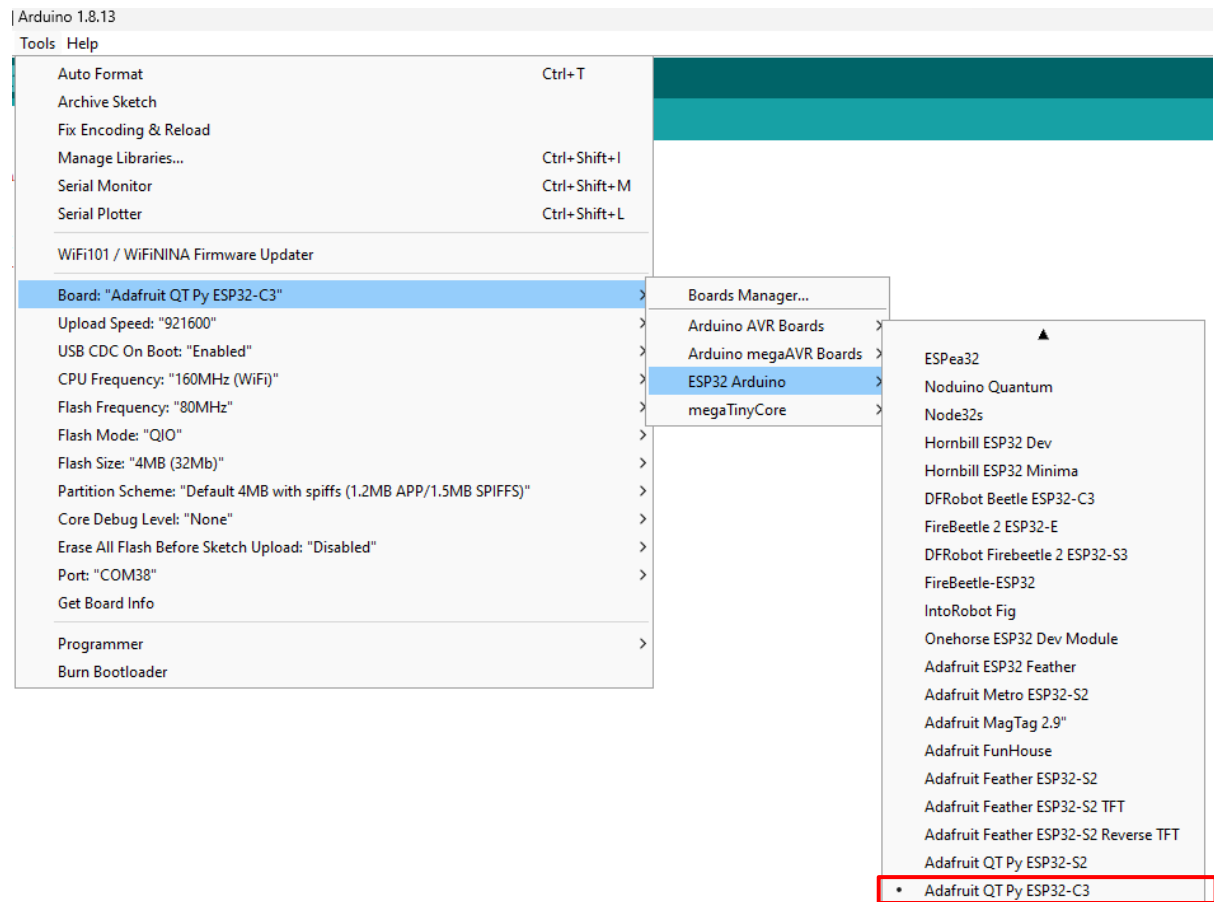 | Arduino 1.8.13
Tools Help
Auto Format Ctrl+T
Archive Sketch
Fix Encoding & Reload
Manage Libraries... Ctrl+Shift+I
Serial Monitor Ctrl+Shift+M
Serial Plotter Ctrl+Shift+L
WiFi101 / WiFiNINA Firmware Updater
Board: "Adafruit QT Py ESP32-C3"
Upload Speed: "921600"
USB CDC On Boot: "Enabled"
CPU Frequency: "160MHz (WiFi)"
Flash Frequency: "80MHz"
Flash Mode: "QIO"
Flash Size: "4MB (32Mb)"
Partition Scheme: "Default 4MB with spiffs (1.2MB APP/1.5MB SPIFFS)"
Core Debug Level: "None"
Erase All Flash Before Sketch Upload: "Disabled"
Port: "COM38"
Get Board Info
Programmer
Burn Bootloader
Boards Manager...
Arduino AVR Boards
Arduino megaAVR Boards
ESP32 Arduino
megaTinyCore
ESPea32
Noduino Quantum
Node32s
Hornbill ESP32 Dev
Hornbill ESP32 Minima
DFRobot Beetle ESP32-C3
FireBeetle 2 ESP32-E
DFRobot Firebeetle 2 ESP32-S3
FireBeetle-ESP32
IntoRobot Fig
Onehorse ESP32 Dev Module
Adafruit ESP32 Feather
Adafruit Metro ESP32-S2
Adafruit MagTag 2.9"
Adafruit FunHouse
Adafruit Feather ESP32-S2
Adafruit Feather ESP32-S2 TFT
Adafruit Feather ESP32-S2 Reverse TFT
Adafruit QT Py ESP32-S2
• Adafruit QT Py ESP32-C3